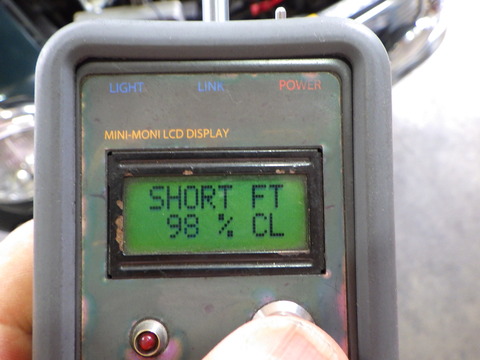 LIGHT LINK POWER
MINI-MONI LCD DISPLAY
SHORT FT
98 % CL